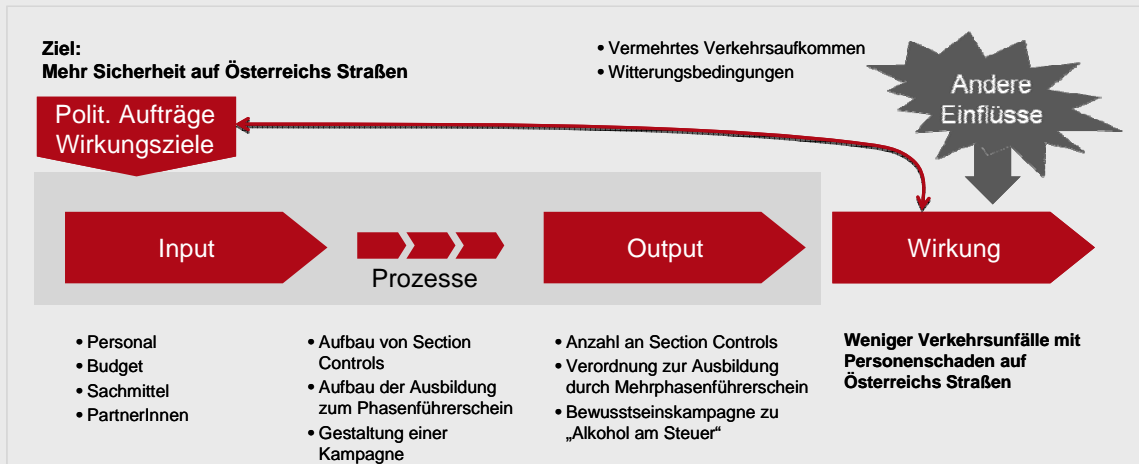 Ziel:
Mehr Sicherheit auf Österreichs Straßen
• Vermehrtes Verkehrsaufkommen
• Witterungsbedingungen
Andere
Einflüsse
Polit. Aufträge
Wirkungsziele
Input
Prozesse
Output
Wirkung
• Personal
• Budget
• Sachmittel
• PartnerInnen
• Aufbau von Section
Controls
• Aufbau der Ausbildung
zum Phasenführerschein
• Gestaltung einer
Kampagne
• Anzahl an Section Controls
• Verordnung zur Ausbildung
durch Mehrphasenführerschein
• Bewusstseinskampagne zu
„Alkohol am Steuer“
Weniger Verkehrsunfälle mit
Personenschaden auf
Österreichs Straßen